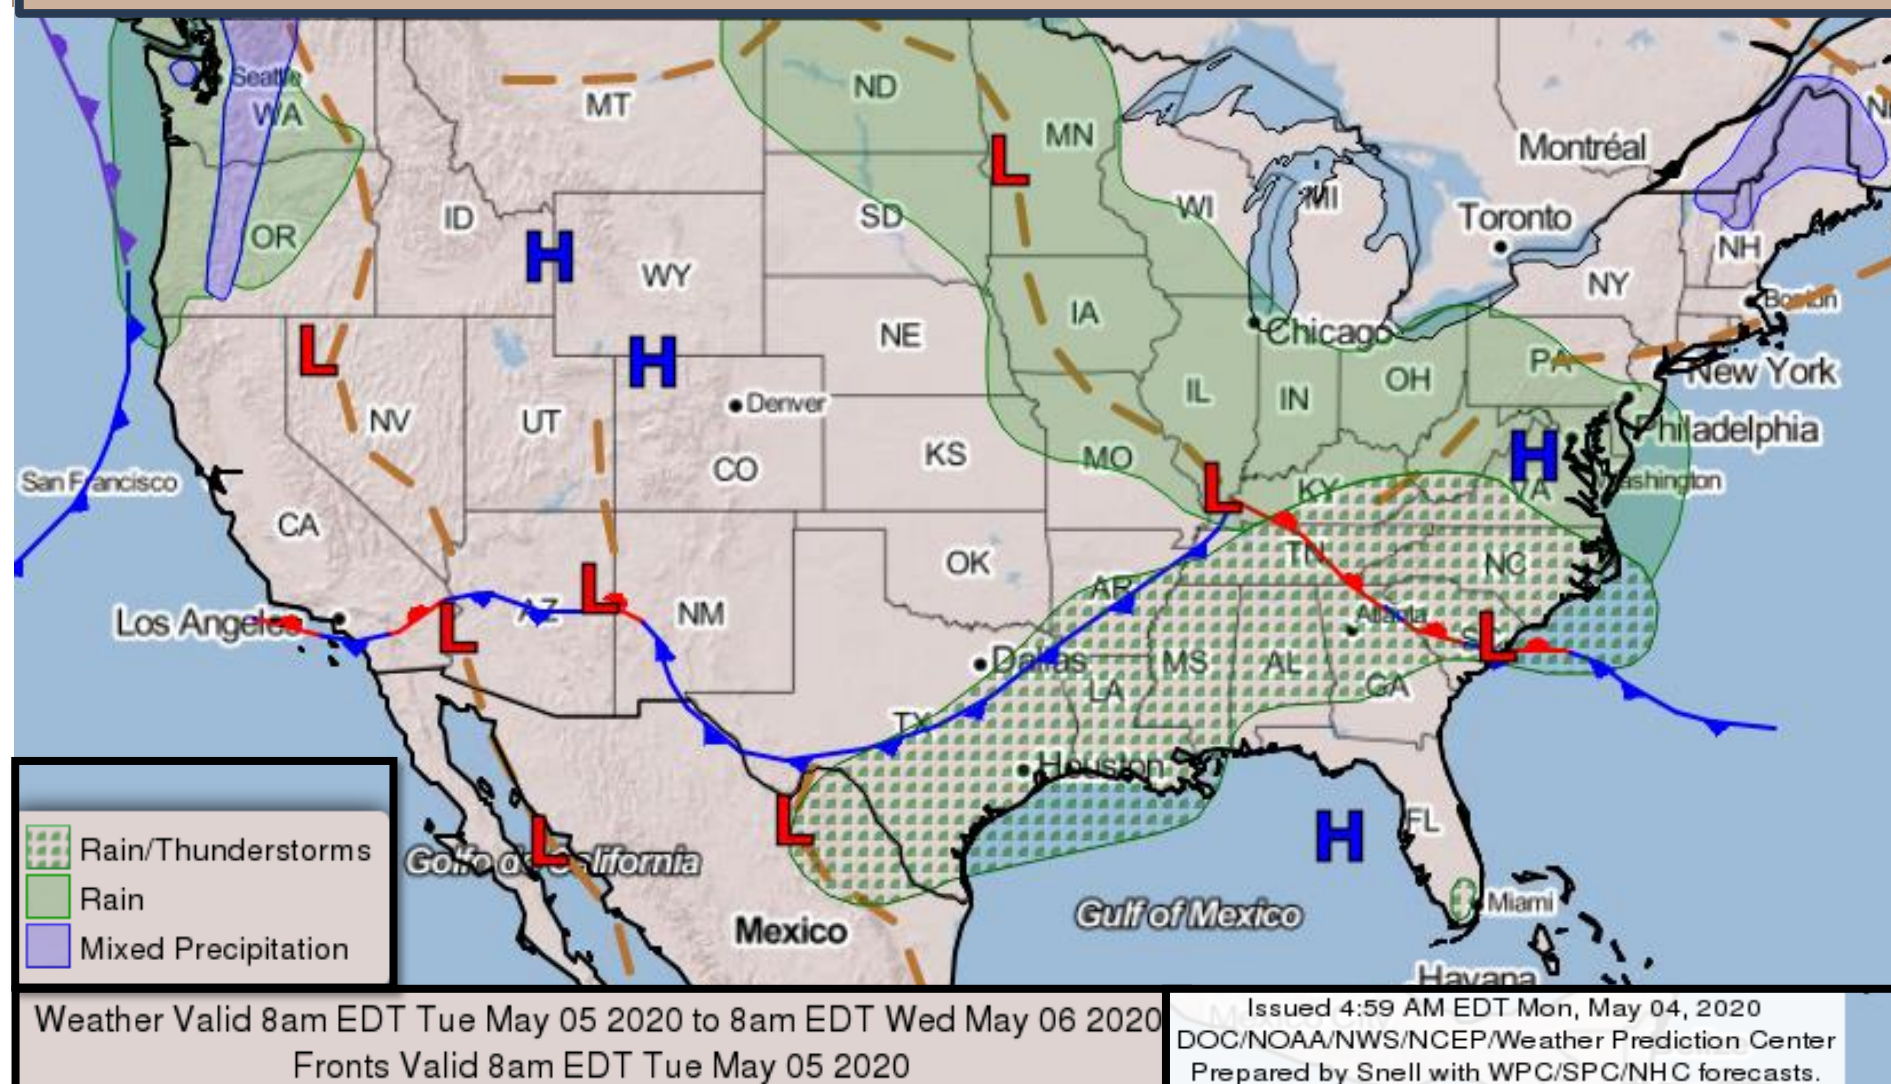 Seattle
WA
MT
ND
MN
Montréal
OR
ID
SD
WI
MI
Toronto
NH
WY
NY
Boston
NE
IA
Chicago
PA
New York
NV
UT
Denver
IL
IN
OH
Philadelphia
San Francisco
CO
KS
MO
KY
VA
Washington
CA
OK
TN
NC
Los Angeles
AZ
NM
AR
Atlanta
SC
Dallas
MS
AL
GA
LA
TX
Houston
FL
Golfo de California
Mexico
Gulf of Mexico
Miami
Havana
H
H
H
H
L
L
L
L
L
L
L
L
Rain/Thunderstorms
Rain
Mixed Precipitation
Weather Valid 8am EDT Tue May 05 2020 to 8am EDT Wed May 06 2020
Fronts Valid 8am EDT Tue May 05 2020
Issued 4:59 AM EDT Mon, May 04, 2020
DOC/NOAA/NWS/NCEP/Weather Prediction Center
Prepared by Snell with WPC/SPC/NHC forecasts.